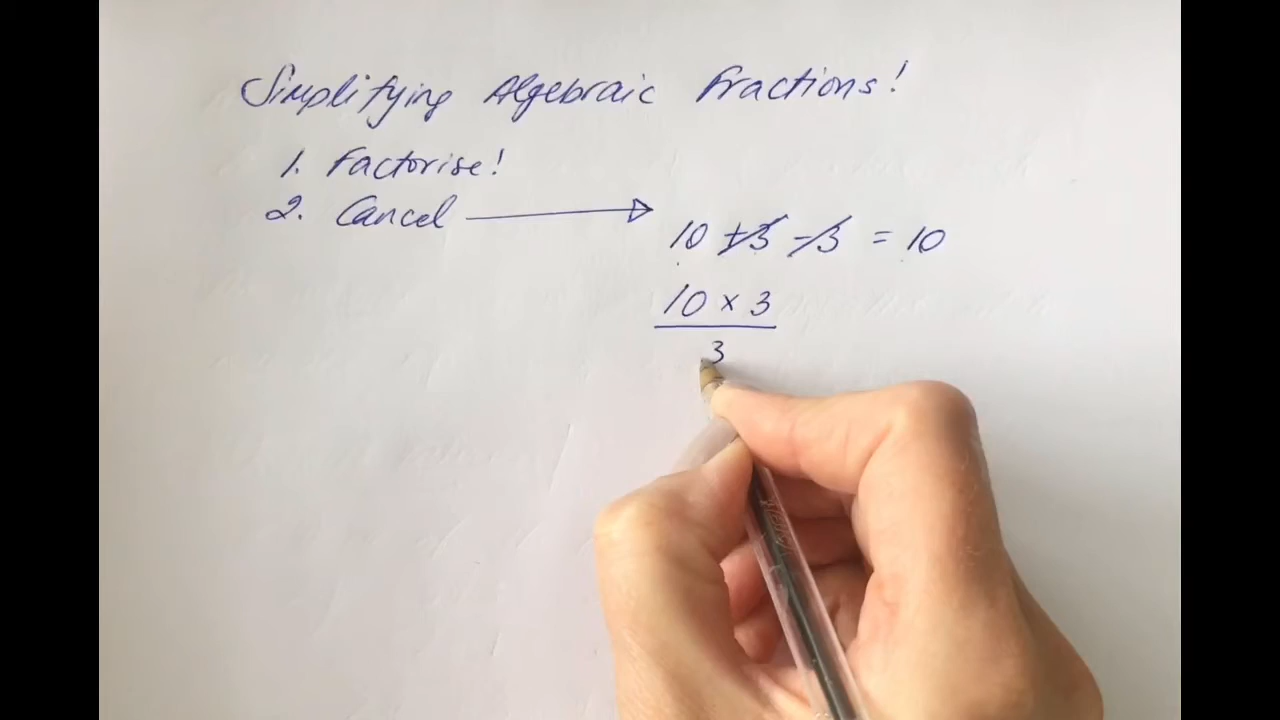 Simplifying Algebraic Fractions!
1. Factorise!
2. Cancel
10 +3 -3 = 10
10 × 3
3